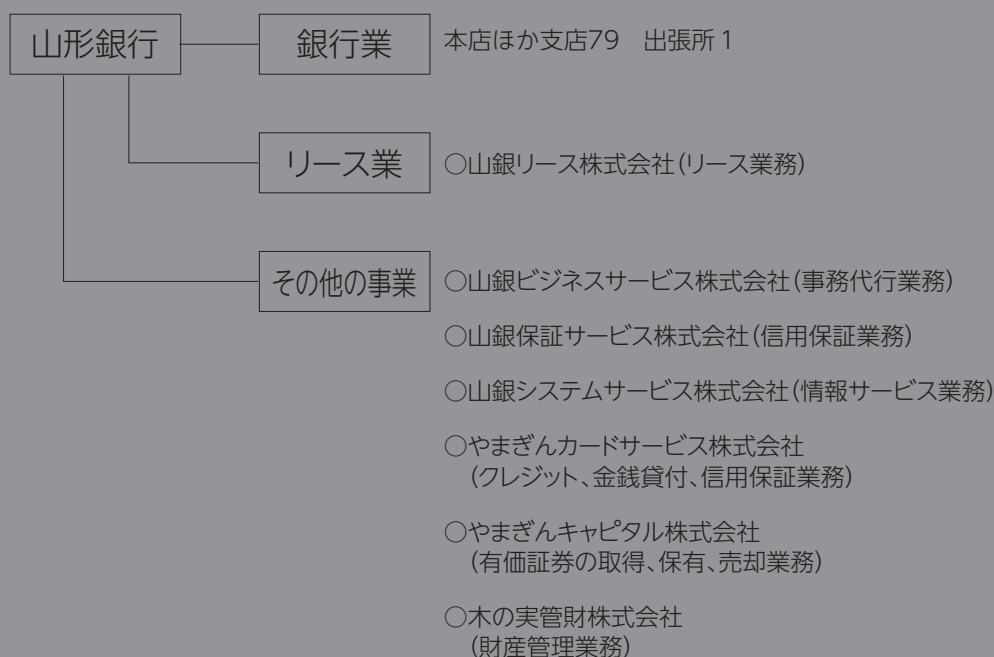 山形銀行
銀行業
本店ほか支店79　出張所1
リース業
○山銀リース株式会社(リース業務)
その他の事業
○山銀ビジネスサービス株式会社(事務代行業務)
○山銀保証サービス株式会社(信用保証業務)
○山銀システムサービス株式会社(情報サービス業務)
○やまぎんカードサービス株式会社
(クレジット、金銭貸付、信用保証業務)
○やまぎんキャピタル株式会社
(有価証券の取得、保有、売却業務)
○木の実管財株式会社
(財産管理業務)